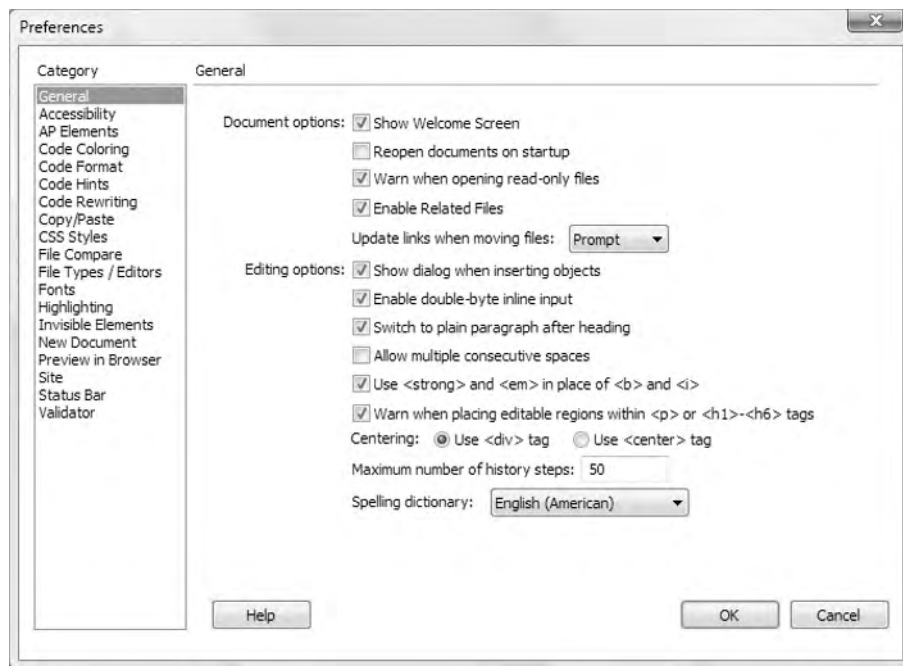 Preferences
Category
General
Accessibility
AP Elements
Code Coloring
Code Format
Code Hints
Code Rewriting
Copy/Paste
CSS Styles
File Compare
File Types / Editors
Fonts
Highlighting
Invisible Elements
New Document
Preview in Browser
Site
Status Bar
Validator
General
Document options: Show Welcome Screen
Reopen documents on startup
Warn when opening read-only files
Enable Related Files
Update links when moving files: Prompt
Editing options: Show dialog when inserting objects
Enable double-byte inline input
Switch to plain paragraph after heading
Allow multiple consecutive spaces
Use <strong> and <em> in place of <b> and <i>
Warn when placing editable regions within <p> or <h1>-<h6> tags
Centering: Use <div> tag Use <center> tag
Maximum number of history steps: 50
Spelling dictionary: English (American)
Help OK Cancel